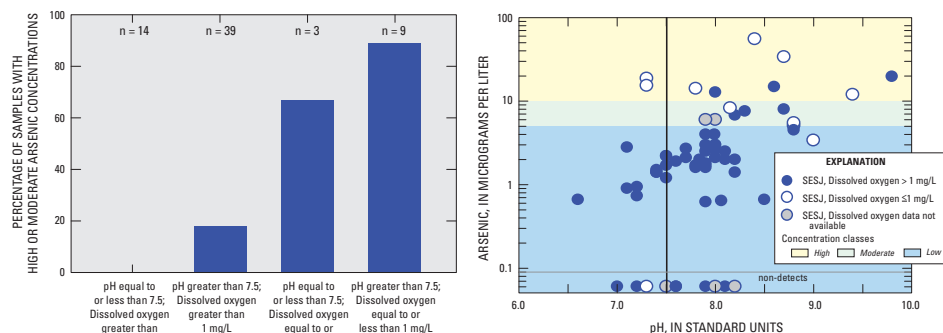 PERCENTAGE OF SAMPLES WITH
HIGH OR MODERATE ARSENIC CONCENTRATIONS
100
80
60
40
20
0
n = 14
n = 39
n = 3
n = 9
pH equal to
or less than 7.5;
Dissolved oxygen
greater than
pH greater than 7.5;
Dissolved oxygen
greater than
1 mg/L
pH equal to
or less than 7.5;
Dissolved oxygen
equal to or
pH greater than 7.5;
Dissolved oxygen
equal to or
less than 1 mg/L
ARSENIC, IN MICROGRAMS PER LITER
100
10
1
0.1
6.0
7.0
8.0
9.0
10.0
pH, IN STANDARD UNITS
non-detects
EXPLANATION
SESJ, Dissolved oxygen > 1 mg/L
SESJ, Dissolved oxygen ≤1 mg/L
SESJ, Dissolved oxygen data not
available
Concentration classes
High
Moderate
Low